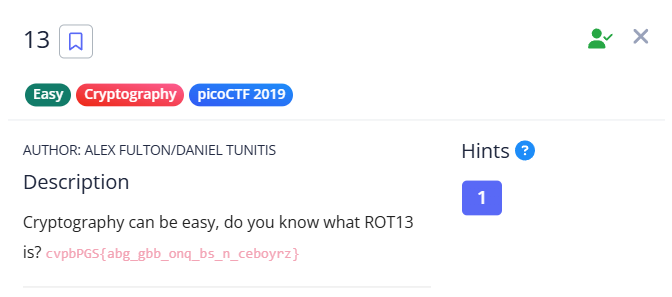 13
Easy Cryptography picoCTF 2019
AUTHOR: ALEX FULTON/DANIEL TUNITIS
Description
Cryptography can be easy, do you know what ROT13
is? cvpbPGS{abg_gbb_onq_bs_n_ceboyrz}
Hints ?
1